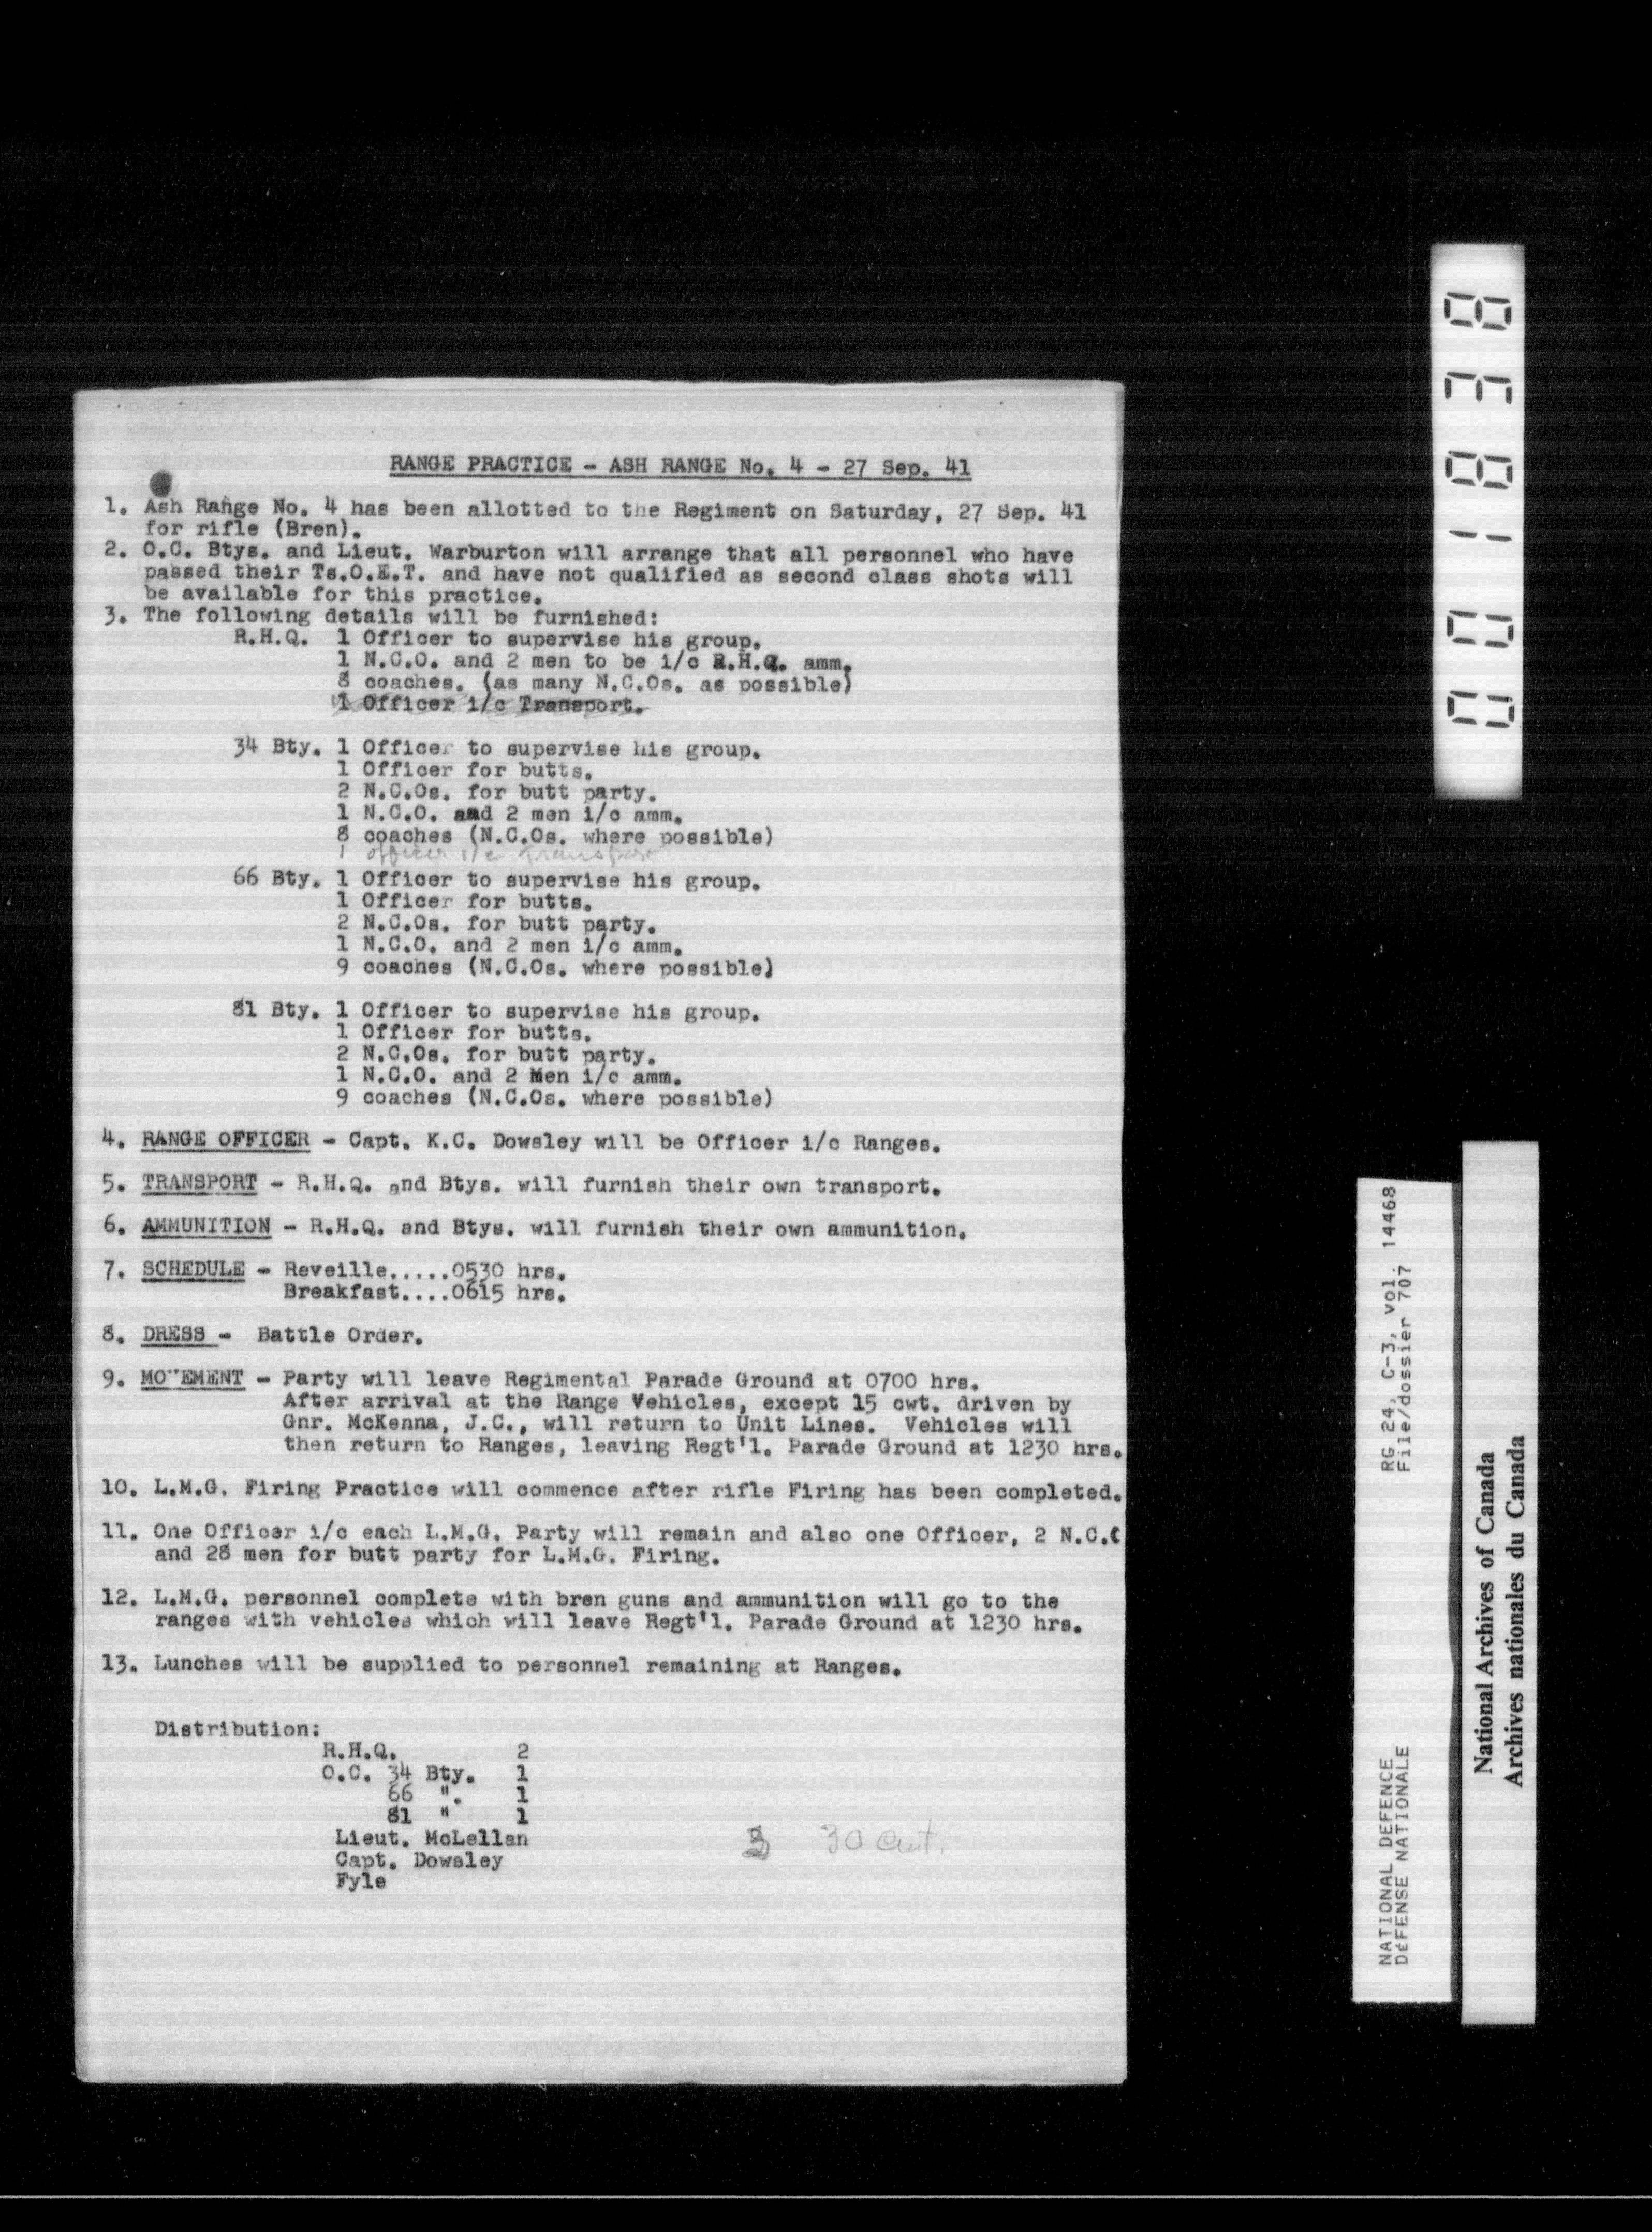 RANGE PRACTICE - ASH RANGE No. 4 - 27 Sep. 41
1. Ash Range No. 4 has been allotted to the Regiment on Saturday, 27 Sep. 41
for rifle (Bren).
2. O.C. Btys. and Lieut. Warburton will arrange that all personnel who have
passed their Ts.O.E.T. and have not qualified as second class shots will
be available for this practice.
3. The following details will be furnished:
R.H.Q. 1 Officer to supervise his group.
1 N.C.O. and 2 men to be i/c R.H.Q. amm.
8 coaches. (as many N.C.Os. as possible)
1 Officer i/c Transport.
34 Bty. 1 Officer to supervise his group.
1 Officer for butts.
2 N.C.Os. for butt party.
1 N.C.O. and 2 men i/c amm.
8 coaches (N.C.Os. where possible)
1 officer i/c Transport
66 Bty. 1 Officer to supervise his group.
1 Officer for butts.
2 N.C.Os. for butt party.
1 N.C.O. and 2 men i/c amm.
9 coaches (N.C.Os. where possible)
81 Bty. 1 Officer to supervise his group.
1 Officer for butts.
2 N.C.Os. for butt party.
1 N.C.O. and 2 Men i/c amm.
9 coaches (N.C.Os. where possible)
4. RANGE OFFICER - Capt. K.C. Dowsley will be Officer i/c Ranges.
5. TRANSPORT - R.H.Q. and Btys. will furnish their own transport.
6. AMMUNITION - R.H.Q. and Btys. will furnish their own ammunition.
7. SCHEDULE - Reveille.....0530 hrs.
Breakfast....0615 hrs.
8. DRESS - Battle Order.
9. MOVEMENT - Party will leave Regimental Parade Ground at 0700 hrs.
After arrival at the Range Vehicles, except 15 cwt. driven by
Gnr. McKenna, J.C., will return to Unit Lines. Vehicles will
then return to Ranges, leaving Regt'l. Parade Ground at 1230 hrs.
10. L.M.G. Firing Practice will commence after rifle Firing has been completed.
11. One Officer i/c each L.M.G. Party will remain and also one Officer, 2 N.C.
and 28 men for butt party for L.M.G. Firing.
12. L.M.G. personnel complete with bren guns and ammunition will go to the
ranges with vehicles which will leave Regt'l. Parade Ground at 1230 hrs.
13. Lunches will be supplied to personnel remaining at Ranges.
Distribution:
R.H.Q. 2
O.C. 34 Bty. 1
66 ". 1
81 " 1
Lieut. McLellan
Capt. Dowsley
Fyle
3 30 cwt.
001838
NATIONAL DEFENCE RG 24, C-3, vol. 14468
DÉFENSE NATIONALE File/dossier 707
National Archives of Canada
Archives nationales du Canada